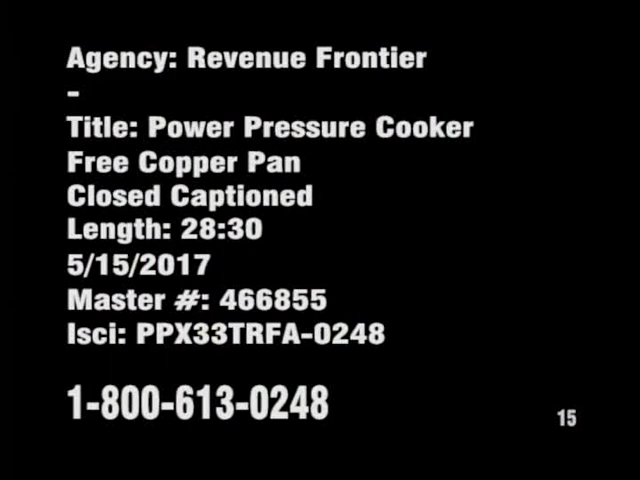 Agency: Revenue Frontier
-
Title: Power Pressure Cooker
Free Copper Pan
Closed Captioned
Length: 28:30
5/15/2017
Master #: 466855
Isci: PPX33TRFA-0248
1-800-613-0248
15